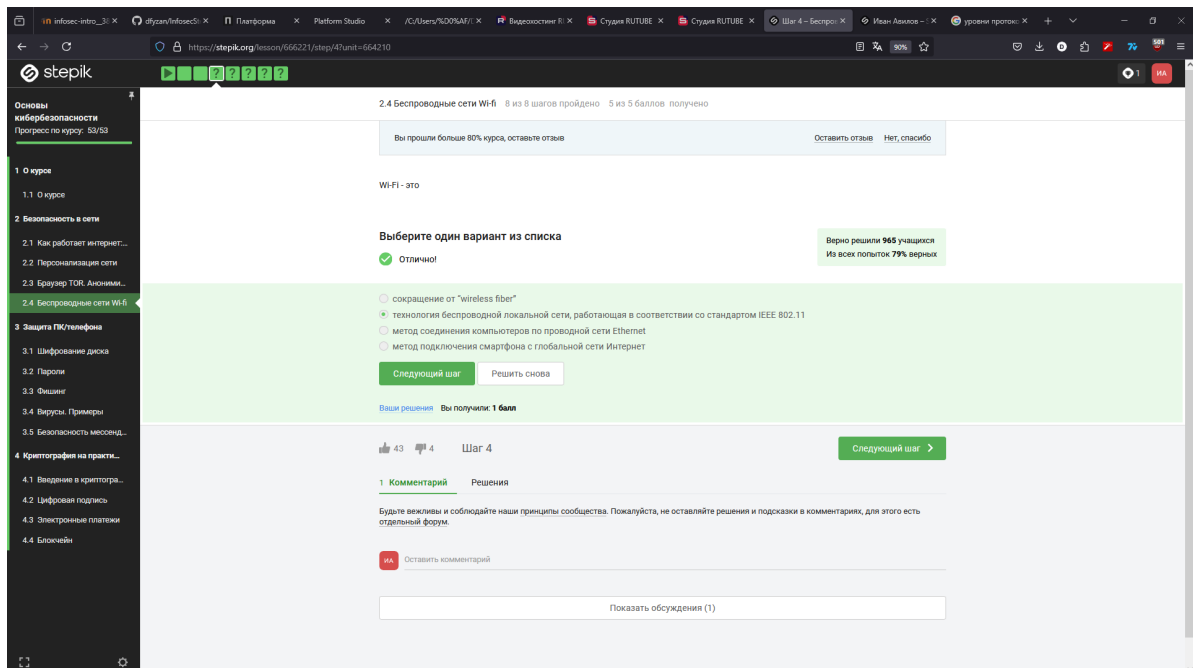 infosec-intro_38
dfyzan/InfosecSt
Платформа
Platform Studio
/C:/Users/%D0%AF/
Видеохостинг R
Студия RUTUBE
Студия RUTUBE
Шаг 4 – Беспрос
Иван Авилов –
уровни протоко
https://stepik.org/lesson/666221/step/4?unit=664210
90%
501
stepik
1
ИА
Основы
кибербезопасности
Прогресс по курсу: 53/53
1 О курсе
1.1 О курсе
2 Безопасность в сети
2.1 Как работает интернет:...
2.2 Персонализация сети
2.3 Браузер TOR. Аноними...
2.4 Беспроводные сети Wi-fi
3 Защита ПК/телефона
3.1 Шифрование диска
3.2 Пароли
3.3 Фишинг
3.4 Вирусы. Примеры
3.5 Безопасность мессенд...
4 Криптография на практи...
4.1 Введение в криптогра...
4.2 Цифровая подпись
4.3 Электронные платежи
4.4 Блокчейн
2.4 Беспроводные сети Wi-fi 8 из 8 шагов пройдено 5 из 5 баллов получено
Вы прошли больше 80% курса, оставьте отзыв Оставить отзыв Нет, спасибо
Wi-Fi - это
Выберите один вариант из списка
Отлично!
Верно решили 965 учащихся
Из всех попыток 79% верных
сокращение от "wireless fiber"
технология беспроводной локальной сети, работающая в соответствии со стандартом IEEE 802.11
метод соединения компьютеров по проводной сети Ethernet
метод подключения смартфона с глобальной сети Интернет
Следующий шаг Решить снова
Ваши решения Вы получили: 1 балл
43 4 Шаг 4 Следующий шаг
1 Комментарий Решения
Будьте вежливы и соблюдайте наши принципы сообщества. Пожалуйста, не оставляйте решения и подсказки в комментариях, для этого есть
отдельный форум.
ИА Оставить комментарий
Показать обсуждения (1)